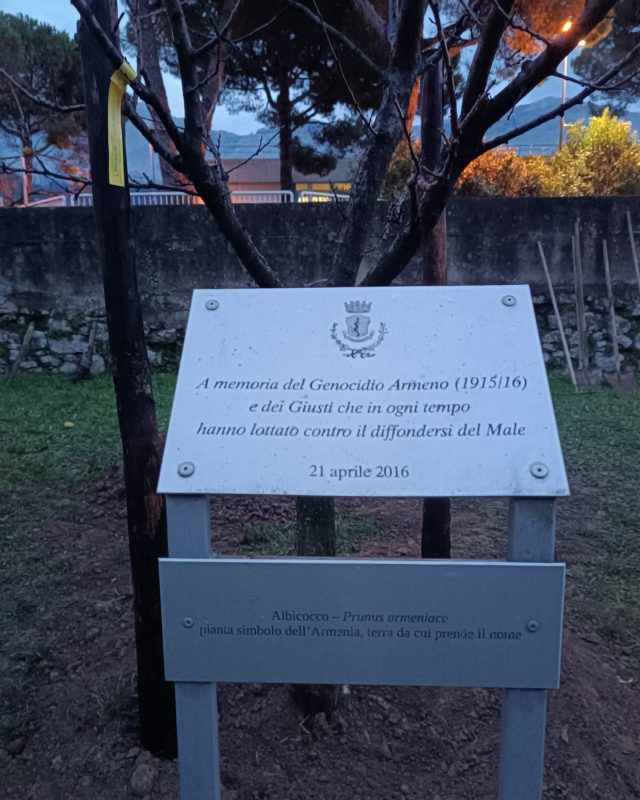 A memoria del Genocidio Armeno (1915/16)
e dei Giusti che in ogni tempo
hanno lottato contro il diffondersi del Male
21 aprile 2016
Albicocco – Prunus armeniaca
pianta simbolo dell'Armenia, terra da cui prende il nome